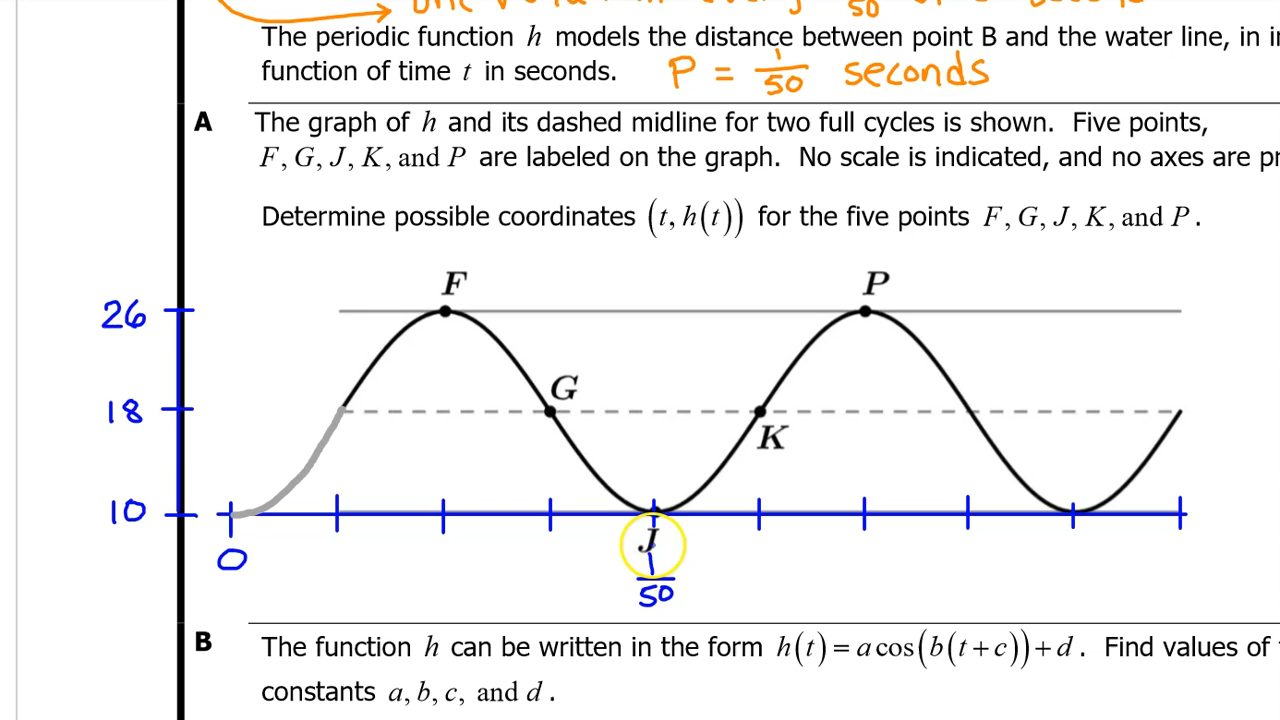 50
The periodic function h models the distance between point B and the water line, in
function of time t in seconds. P = 1/50 seconds
A The graph of h and its dashed midline for two full cycles is shown. Five points,
F, G, J, K, and P are labeled on the graph. No scale is indicated, and no axes are
Determine possible coordinates (t, h(t)) for the five points F, G, J, K, and P.
F P
26
G
18
K
10
J
0 1/50
B The function h can be written in the form h(t) = a cos(b(t+c)) + d. Find values of
constants a, b, c, and d.